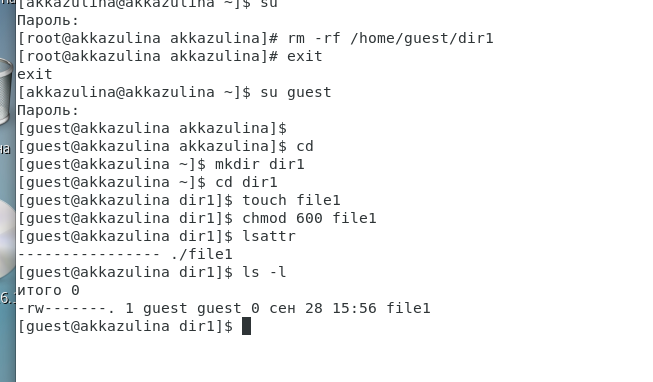 [akkazulina@akkazulina ~]$ su
Пароль:
[root@akkazulina akkazulina]# rm -rf /home/guest/dir1
[root@akkazulina akkazulina]# exit
exit
[akkazulina@akkazulina ~]$ su guest
Пароль:
[guest@akkazulina akkazulina]$
[guest@akkazulina akkazulina]$ cd
[guest@akkazulina ~]$ mkdir dir1
[guest@akkazulina ~]$ cd dir1
[guest@akkazulina dir1]$ touch file1
[guest@akkazulina dir1]$ chmod 600 file1
[guest@akkazulina dir1]$ lsattr
---------------- ./file1
[guest@akkazulina dir1]$ ls -l
итого 0
-rw-------. 1 guest guest 0 сен 28 15:56 file1
[guest@akkazulina dir1]$